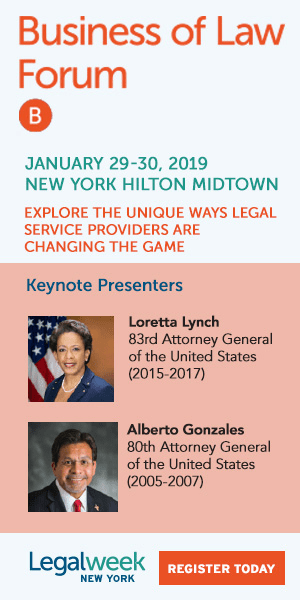 Business of Law
Forum
B
JANUARY 29-30, 2019
NEW YORK HILTON MIDTOWN
EXPLORE THE UNIQUE WAYS LEGAL
SERVICE PROVIDERS ARE
CHANGING THE GAME
Keynote Presenters
Loretta Lynch
83rd Attorney General
of the United States
(2015-2017)
Alberto Gonzales
80th Attorney General
of the United States
(2005-2007)
Legalweek
NEW YORK
REGISTER TODAY